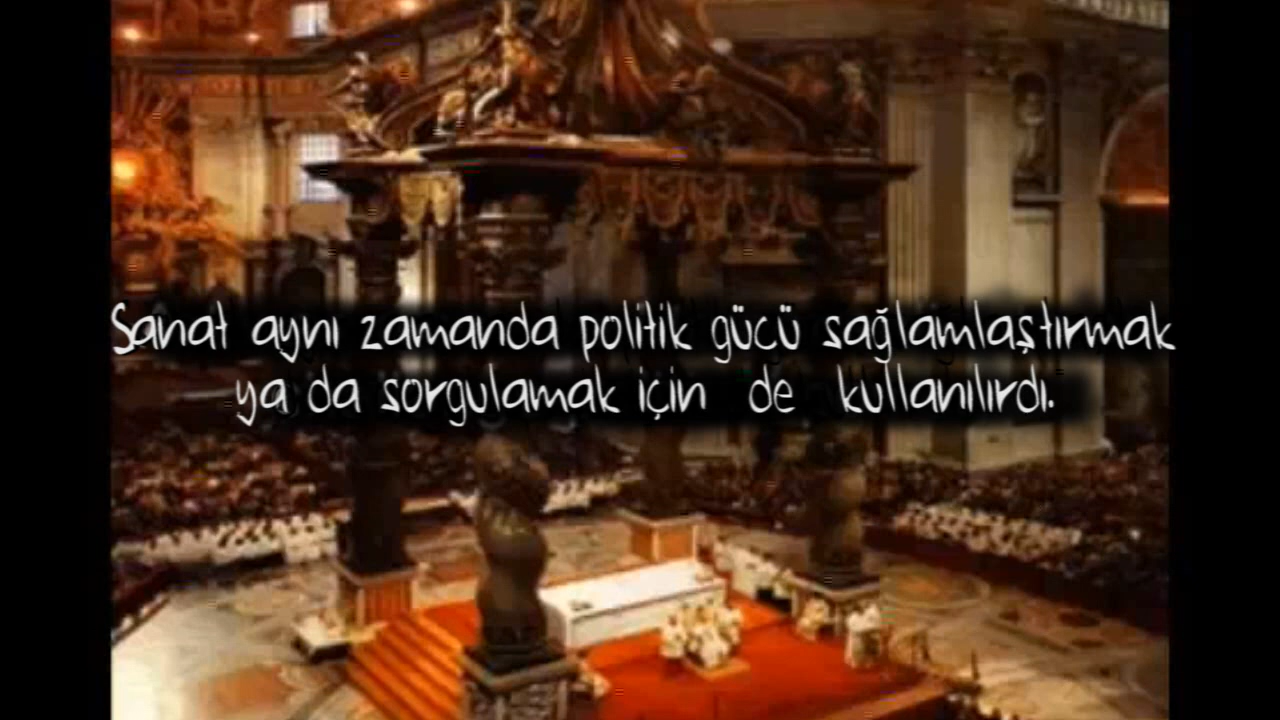 Sanat aynı zamanda politik gücü sağlamlaştırmak
ya da sorgulamak için de kullanılırdı.